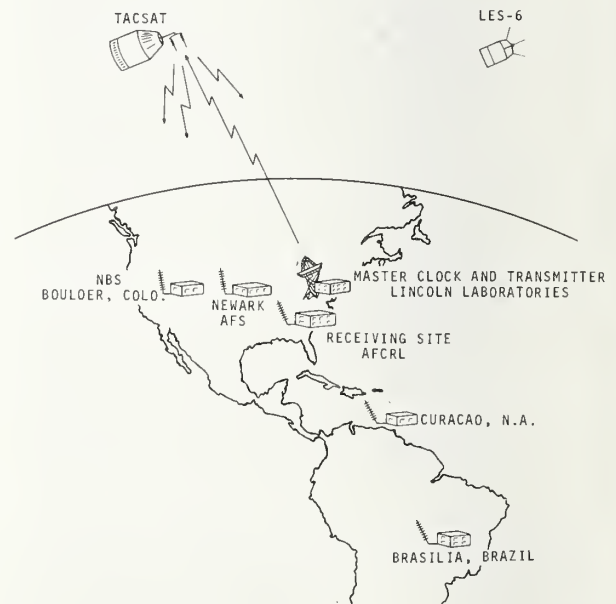 TACSAT
LES-6
NBS
BOULOER, COLO.
NEWARK
AFS
MASTER CLOCK AND TRANSMITTER
LINCOLN LABORATORIES
RECEIVING SITE
AFCRL
CURACAO, N.A.
BRASILIA, BRAZIL